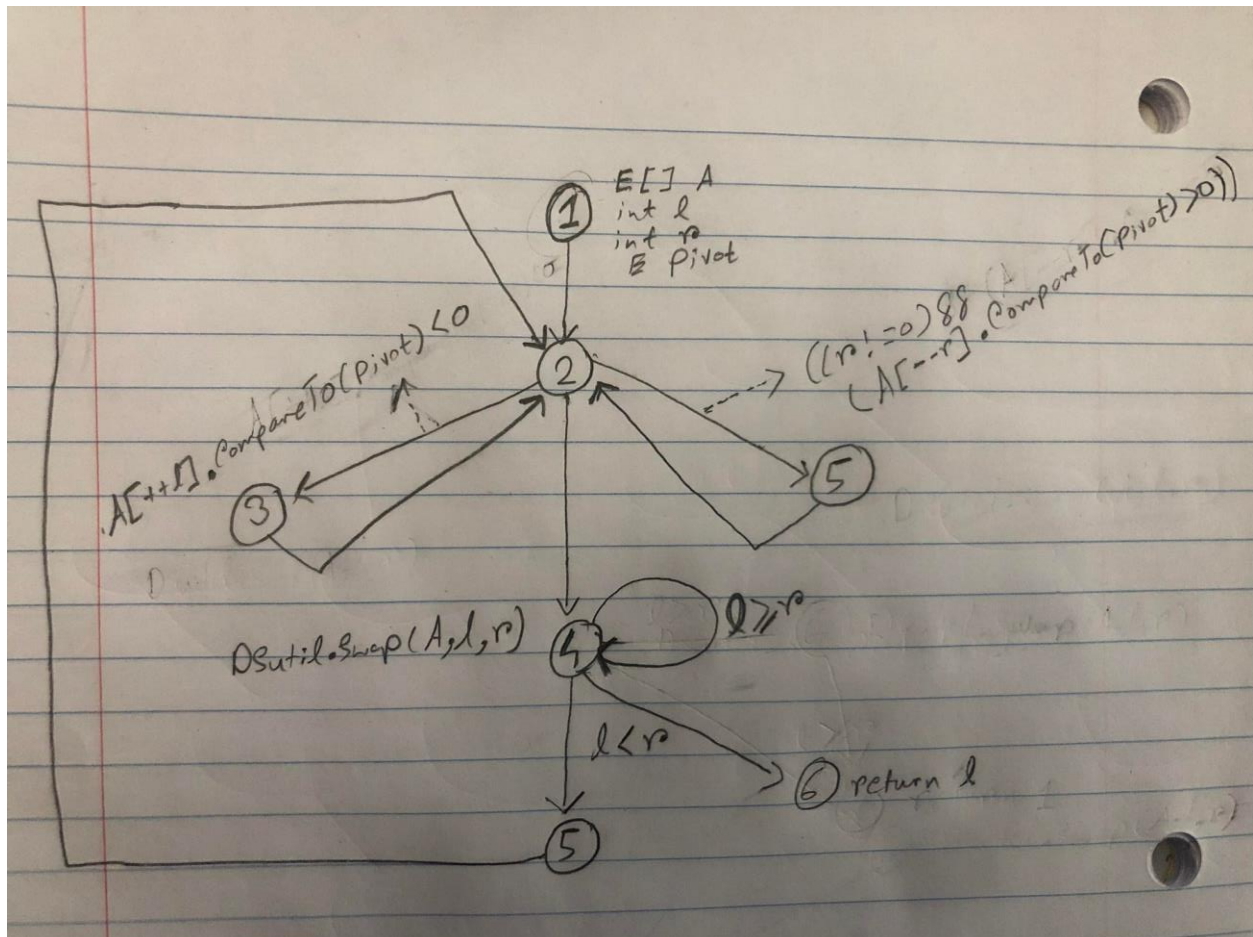 1
E[] A
int l
int r
E Pivot
2
A[++l].CompareTo(Pivot)<0
((r!=0)&&
(A[--r].CompareTo(Pivot)>0))
3
5
DSutil.Swap(A,l,r)
4
l≥r
l<r
6 return l
5